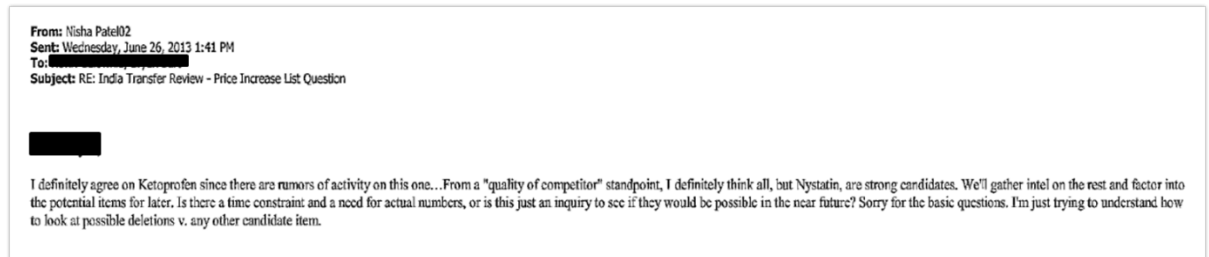 From: Nisha Patel02
Sent: Wednesday, June 26, 2013 1:41 PM
To:
Subject: RE: India Transfer Review - Price Increase List Question
I definitely agree on Ketoprofen since there are rumors of activity on this one…From a "quality of competitor" standpoint, I definitely think all, but Nystatin, are strong candidates. We'll gather intel on the rest and factor into
the potential items for later. Is there a time constraint and a need for actual numbers, or is this just an inquiry to see if they would be possible in the near future? Sorry for the basic questions. I'm just trying to understand how
to look at possible deletions v. any other candidate item.